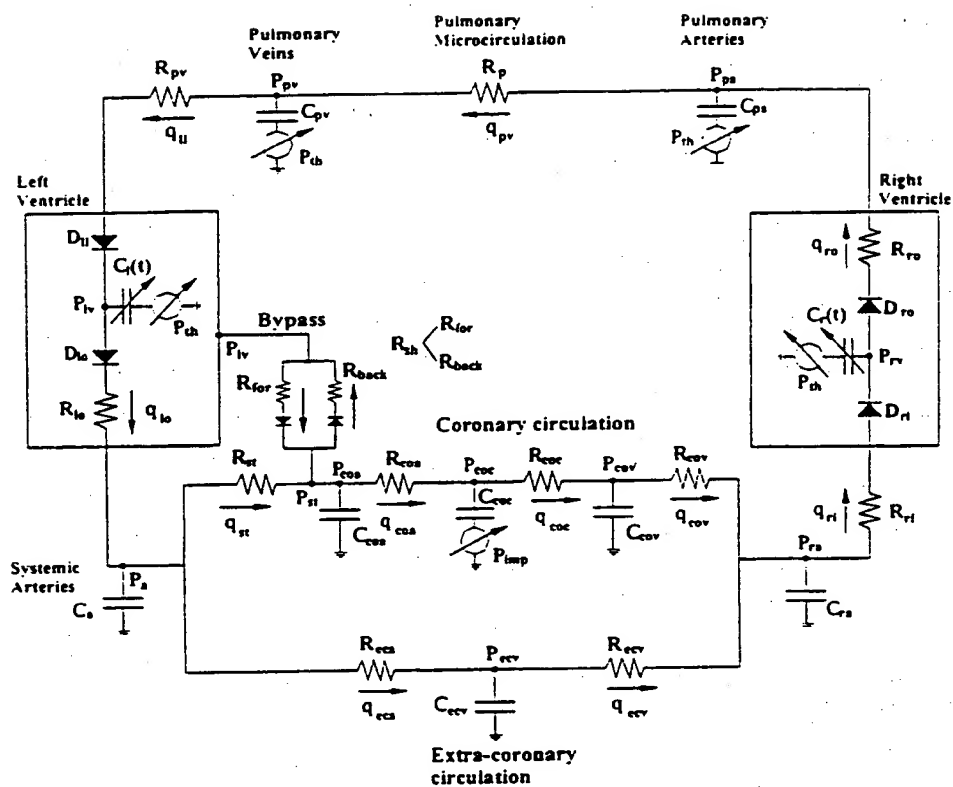 Pulmonary Veins
Pulmonary Microcirculation
Pulmonary Arteries
R_pv
P_pv
R_p
P_pa
q_li
C_pv
P_th
q_pv
C_pa
P_th
Left Ventricle
Right Ventricle
D_li
C_l(t)
P_lv
P_th
D_lo
R_lo
q_lo
Bypass
P_lv
R_for
R_back
R_sh
R_for
R_back
q_ro
R_ro
C_r(t)
D_ro
P_rv
P_th
D_ri
Coronary circulation
R_st
P_coa
R_coa
P_coc
R_coc
P_cov
R_cov
q_st
P_st
C_coa
q_coa
C_coc
P_imp
q_coc
C_cov
q_cov
q_ri
R_ri
P_ra
C_ra
Systemic Arteries
P_a
C_a
R_eca
P_ecv
R_ecv
q_eca
C_ecv
q_ecv
Extra-coronary circulation